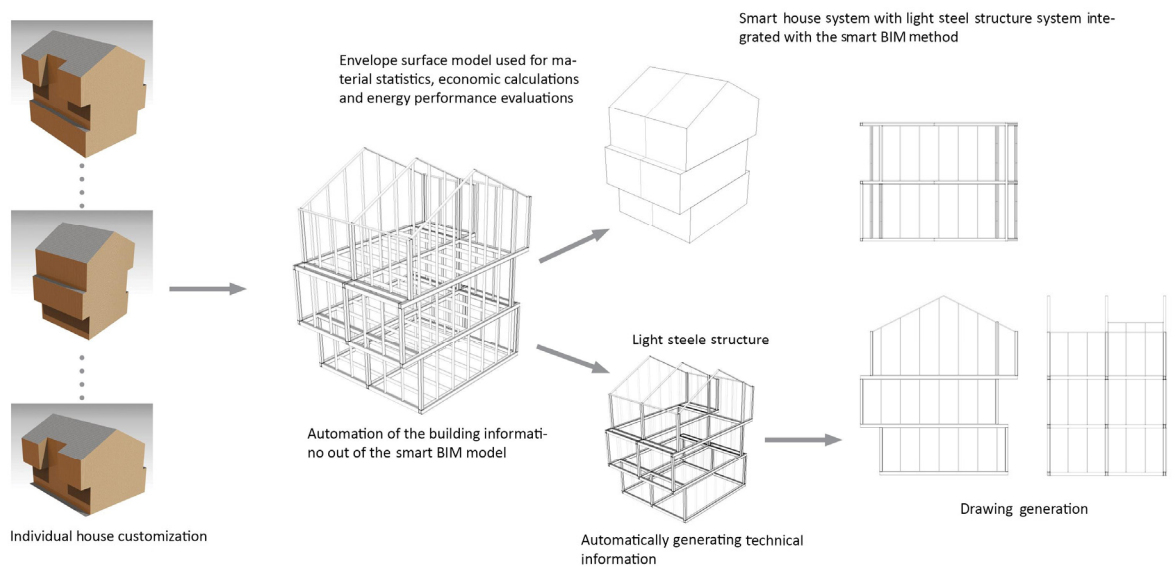 Smart house system with light steel structure system inte-
grated with the smart BIM method
Envelope surface model used for ma-
terial statistics, economic calculations
and energy performance evaluations
Light steele structure
Automation of the building informati-
no out of the smart BIM model
Drawing generation
Individual house customization
Automatically generating technical
information